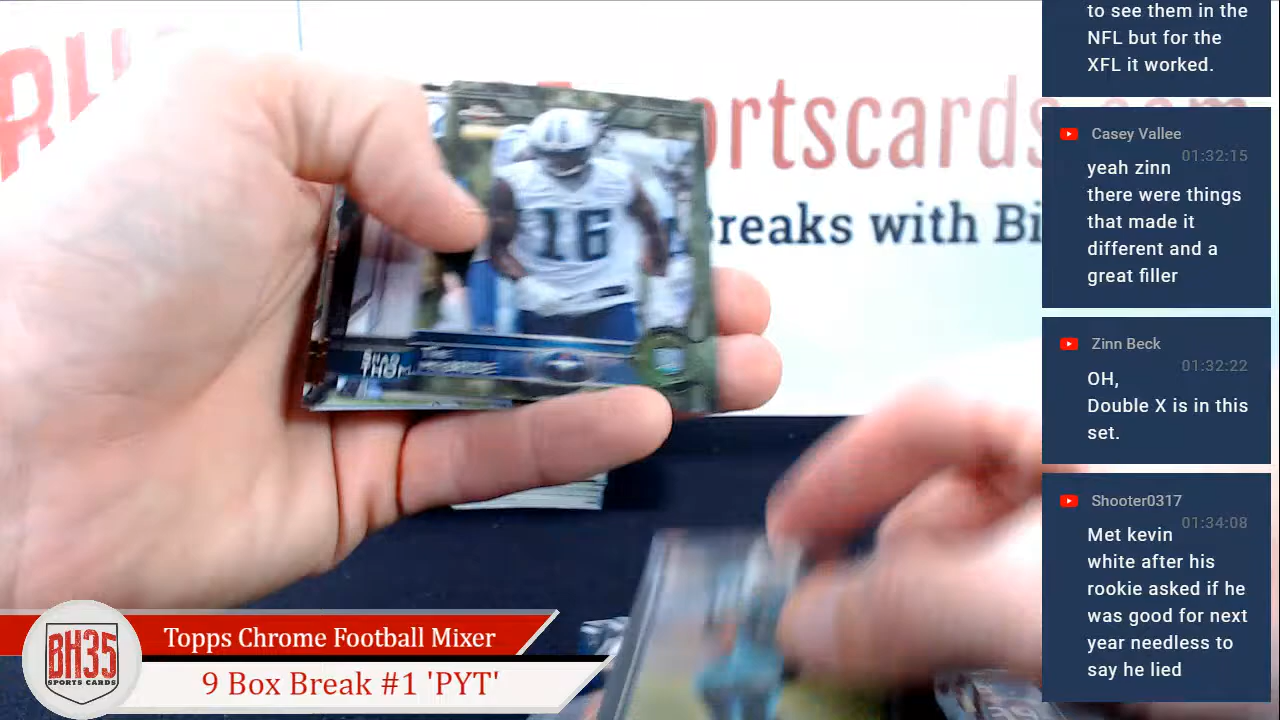 to see them in the
NFL but for the
XFL it worked.
Casey Vallee
01:32:15
yeah zinn
there were things
that made it
different and a
great filler
Zinn Beck
01:32:22
OH,
Double X is in this
set.
Shooter0317
01:34:08
Met kevin
white after his
rookie asked if he
was good for next
year needless to
say he lied
ortscards.com
Breaks with Bi
16
SHAQ
THOM
BH35
SPORTS CARDS
Topps Chrome Football Mixer
9 Box Break #1 'PYT'